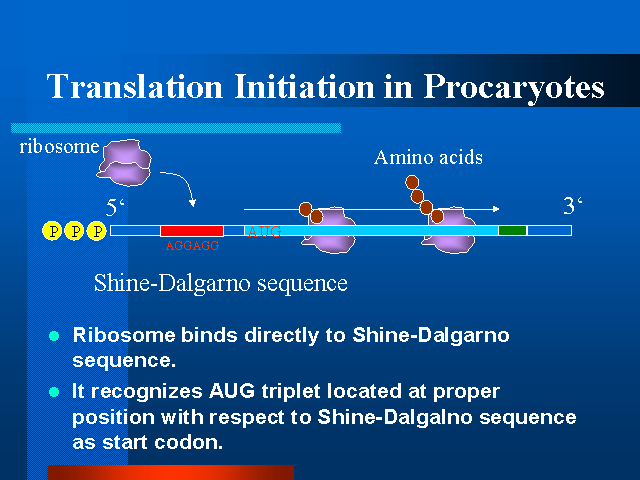 Translation Initiation in Procaryotes
ribosome
Amino acids
5‘
3‘
P P P
AUG
AGGAGG
Shine-Dalgarno sequence
Ribosome binds directly to Shine-Dalgarno
sequence.
It recognizes AUG triplet located at proper
position with respect to Shine-Dalgalno sequence
as start codon.